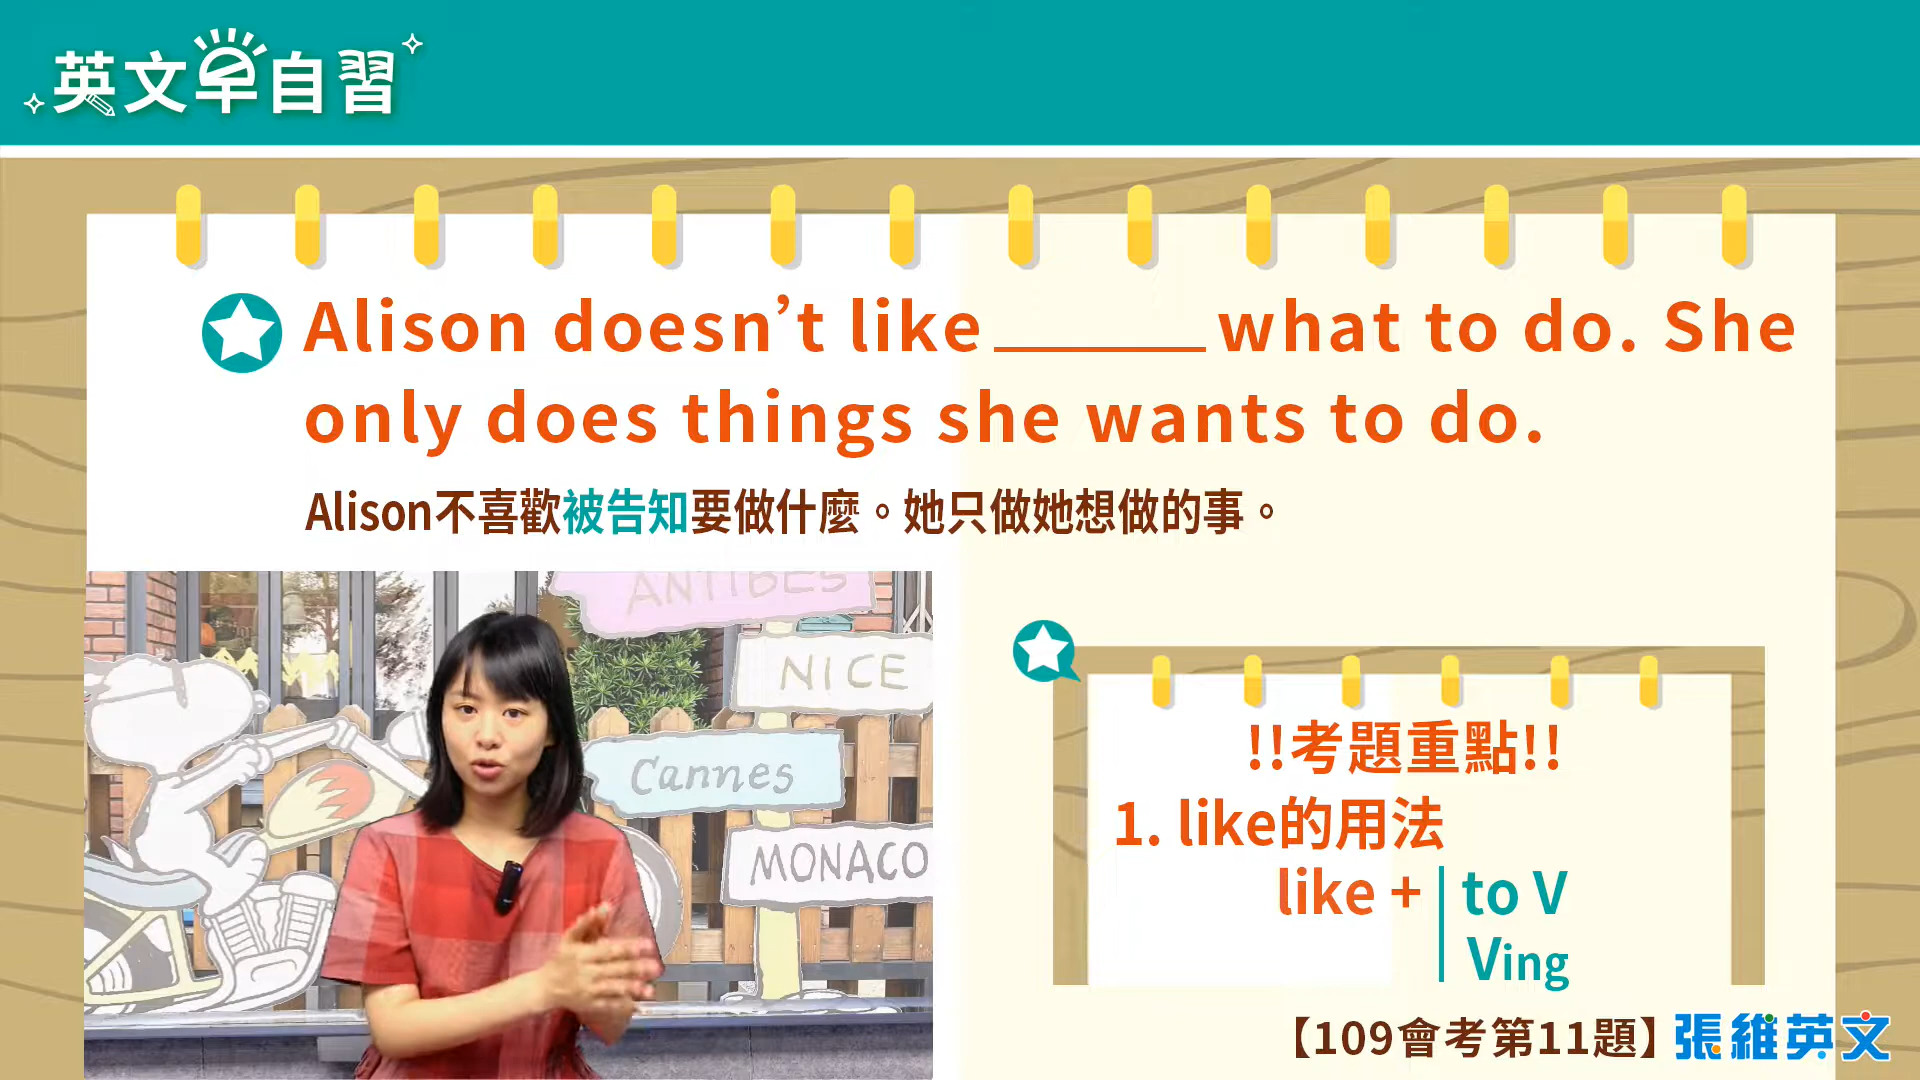 英文早自習
Alison doesn’t like ______ what to do. She
only does things she wants to do.
Alison不喜歡被告知要做什麼。她只做她想做的事。
ANTIBES
NICE
Cannes
MONACO
!!考題重點!!
1. like的用法
like + to V
Ving
【109會考第11題】張維英文